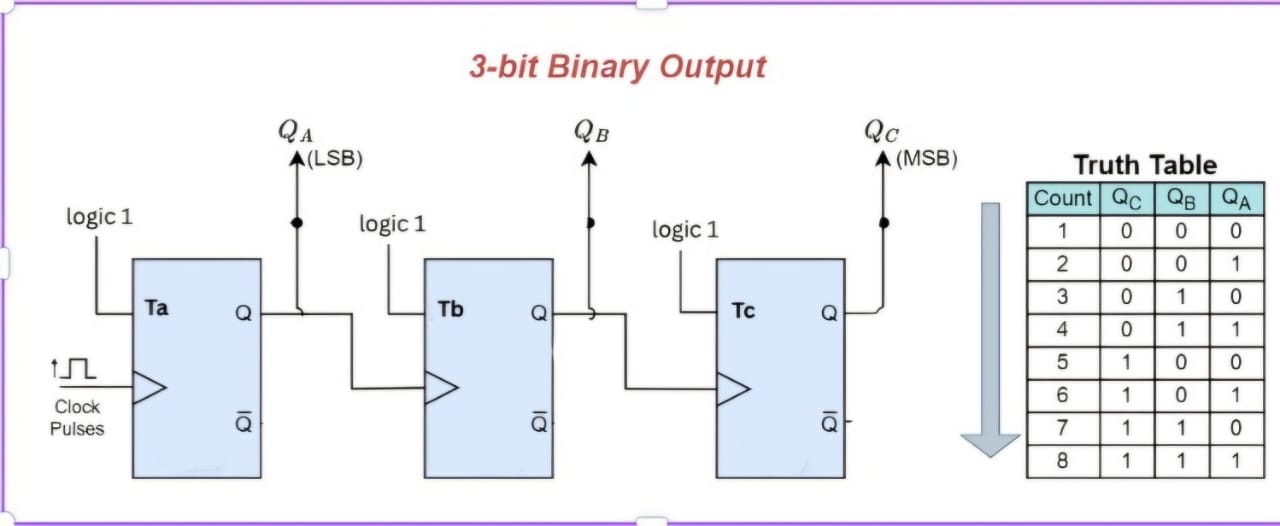 3-bit Binary Output
Q_A
(LSB)
Q_B
Q_C
(MSB)
logic 1
logic 1
logic 1
Ta
Q
Tb
Q
Tc
Q
Clock
Pulses
Q̅
Q̅
Q̅
Truth Table
Count Q_C Q_B Q_A
1 0 0 0
2 0 0 1
3 0 1 0
4 0 1 1
5 1 0 0
6 1 0 1
7 1 1 0
8 1 1 1